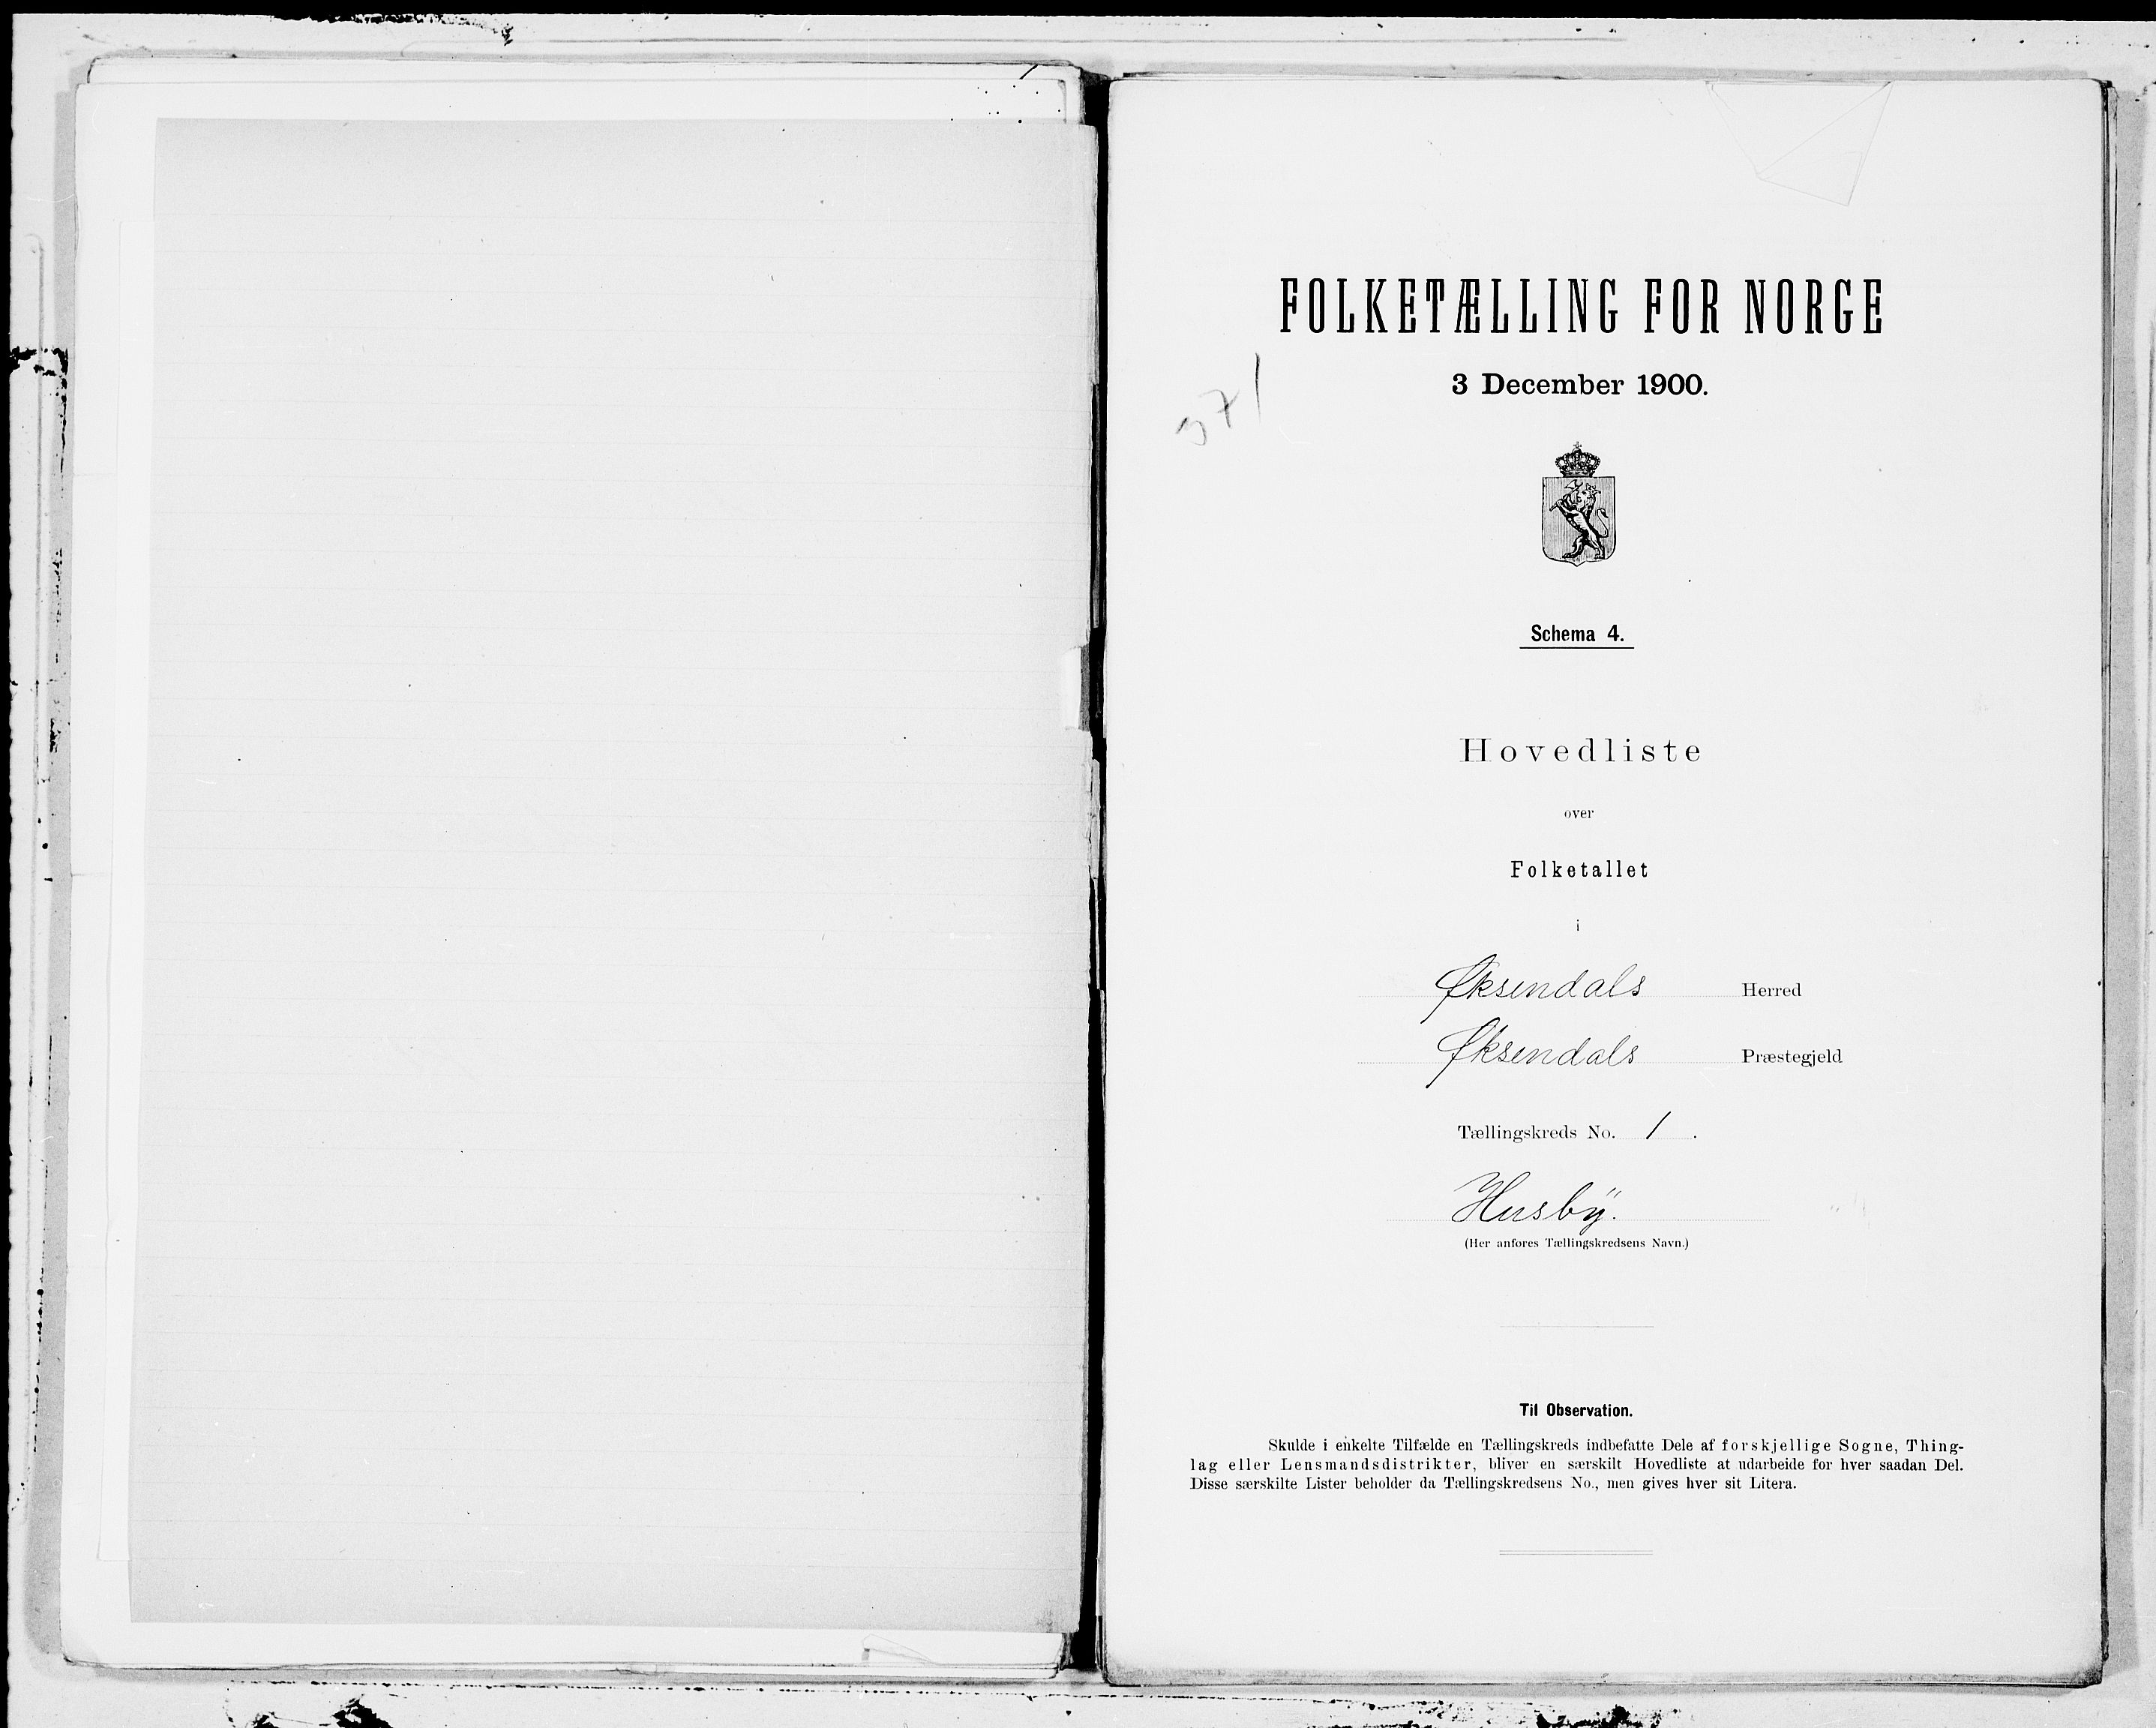 FOLKETÆLLING FOR NORGE
3 December 1900.
371
Schema 4.
Hovedliste
over
Folketallet
i
Øksendals Herred
Øksendals Præstegjeld
Tællingskreds No. 1.
Husbÿ.
(Her anføres Tællingskredsens Navn.)
Til Observation.
Skulde i enkelte Tilfælde en Tællingskreds indbefatte Dele af forskjellige Sogne, Thing-
lag eller Lensmandsdistrikter, bliver en særskilt Hovedliste at udarbeide for hver saadan Del.
Disse særskilte Lister beholder da Tællingskredsens No., men gives hver sit Litera.